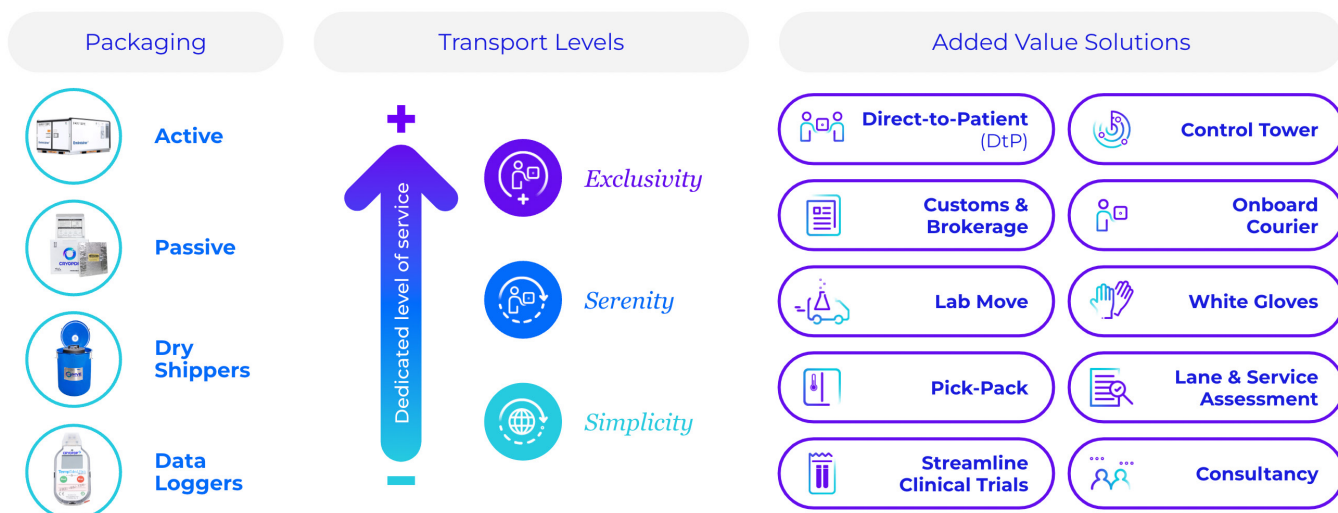 Packaging
Transport Levels
Added Value Solutions
Active
Passive
CRYOPDP
Dry
Shippers
Data
Loggers
+
Dedicated level of service
−
Exclusivity
Serenity
Simplicity
Direct-to-Patient
(DtP)
Control Tower
Customs &
Brokerage
Onboard
Courier
Lab Move
White Gloves
Pick-Pack
Lane & Service
Assessment
Streamline
Clinical Trials
Consultancy